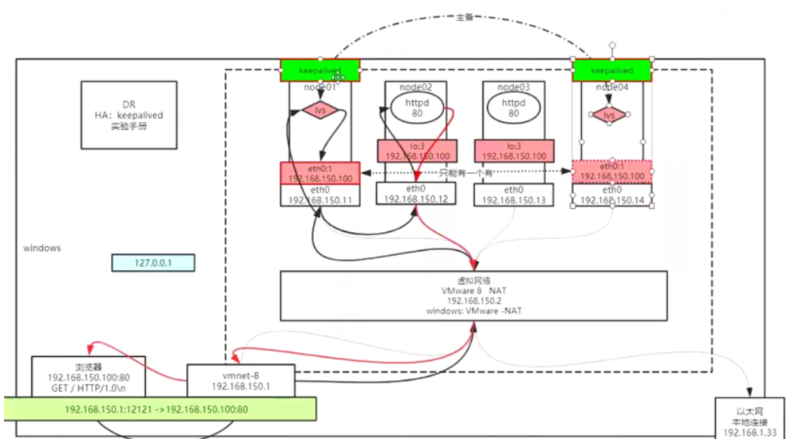 主备
keepalived
keepalived
node01
node02
node03
node04
DR
HA：keepalived
实验手册
lvs
httpd
80
httpd
80
lvs
lo:3
192.168.150.100
lo:3
192.168.150.100
eth0:1
192.168.150.100
eth0:1
192.168.150.100
只能有一个有
eth0
192.168.150.11
eth0
192.168.150.12
eth0
192.168.150.13
eth0
192.168.150.14
windows
127.0.0.1
虚拟网络
VMware 8 NAT
192.168.150.2
windows: VMware -NAT
浏览器
192.168.150.100:80
GET / HTTP/1.0\n
vmnet-8
192.168.150.1
192.168.150.1:12121 ->192.168.150.100:80
以太网
本地连接
192.168.1.33